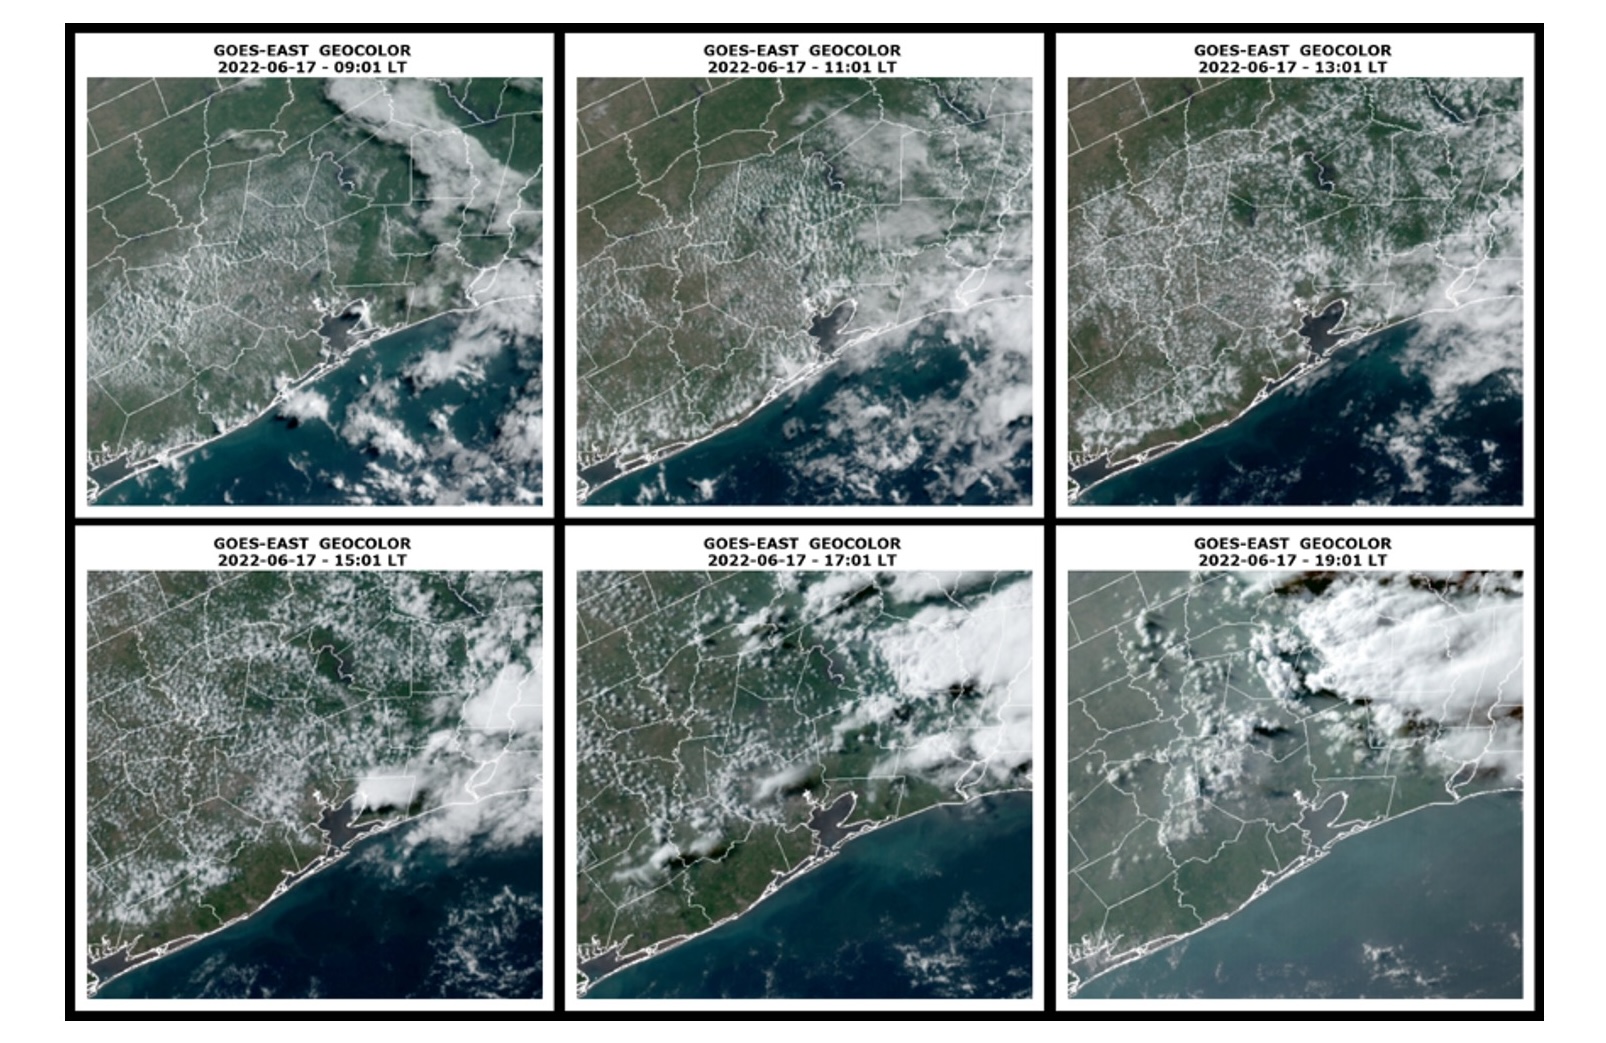 GOES-EAST GEOCOLOR
2022-06-17 - 09:01 LT
GOES-EAST GEOCOLOR
2022-06-17 - 11:01 LT
GOES-EAST GEOCOLOR
2022-06-17 - 13:01 LT
GOES-EAST GEOCOLOR
2022-06-17 - 15:01 LT
GOES-EAST GEOCOLOR
2022-06-17 - 17:01 LT
GOES-EAST GEOCOLOR
2022-06-17 - 19:01 LT